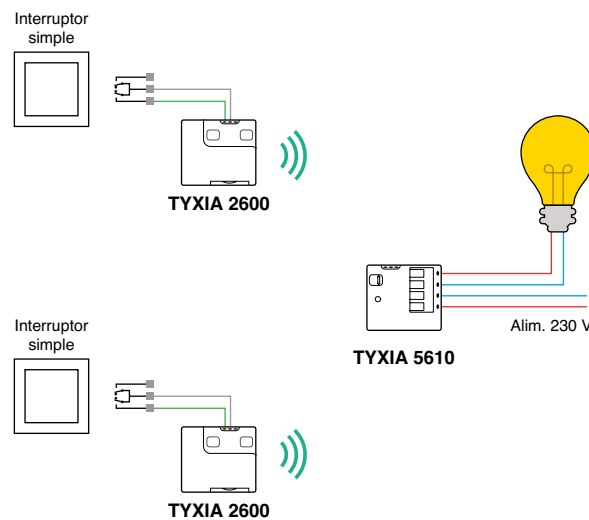 Interruptor
simple
TYXIA 2600
TYXIA 5610
Alim. 230 V
Interruptor
simple
TYXIA 2600